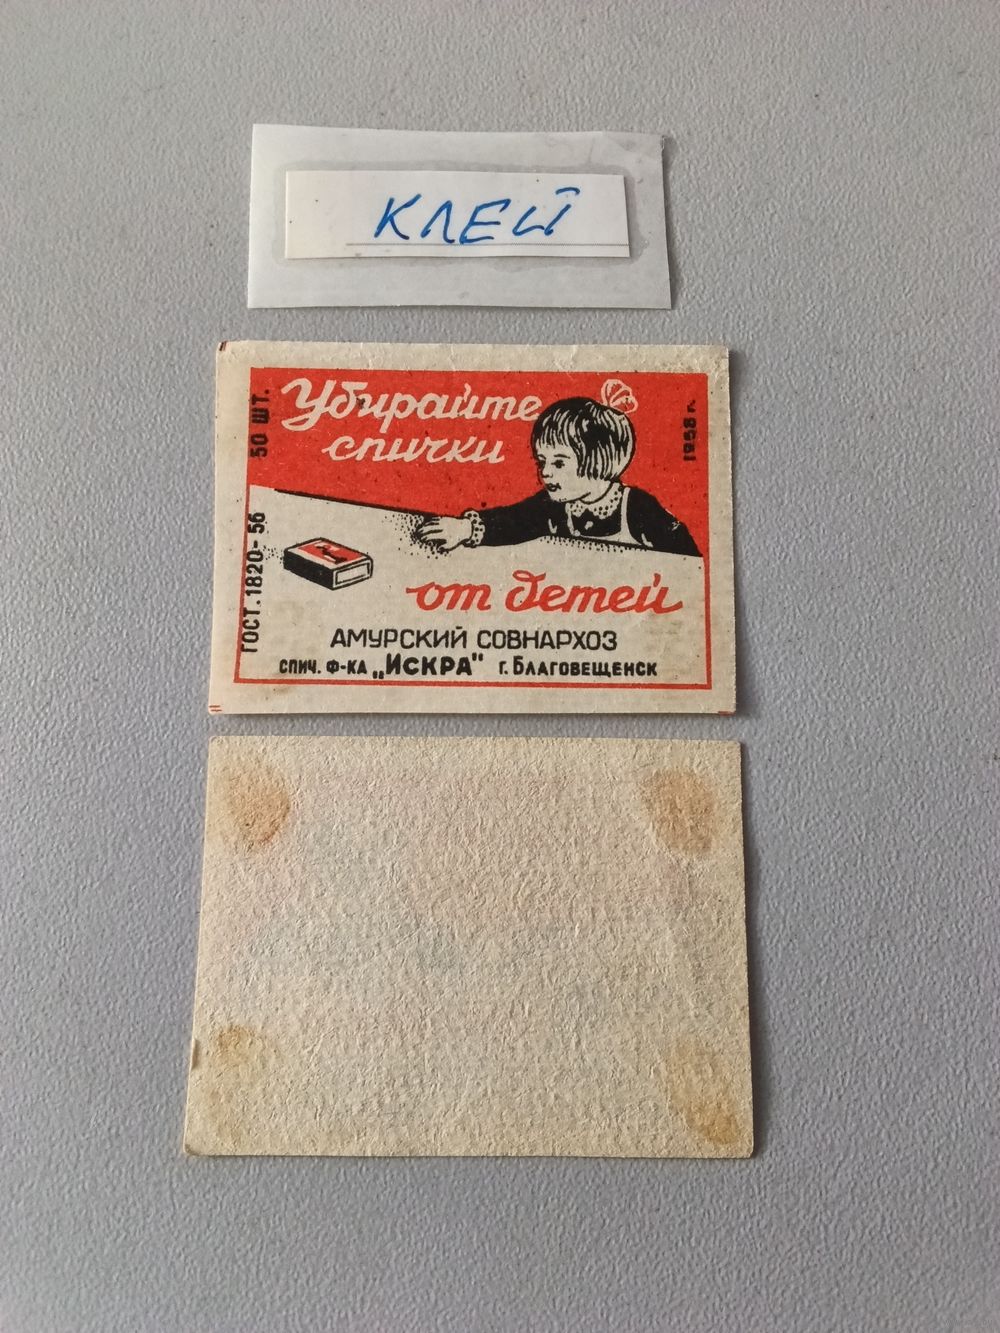 КЛЕЙ
Убирайте
спички
50 ШТ.
1958 г.
ГОСТ. 1820-56
от детей
АМУРСКИЙ СОВНАРХОЗ
СПИЧ. Ф-КА „ИСКРА" Г. БЛАГОВЕЩЕНСК